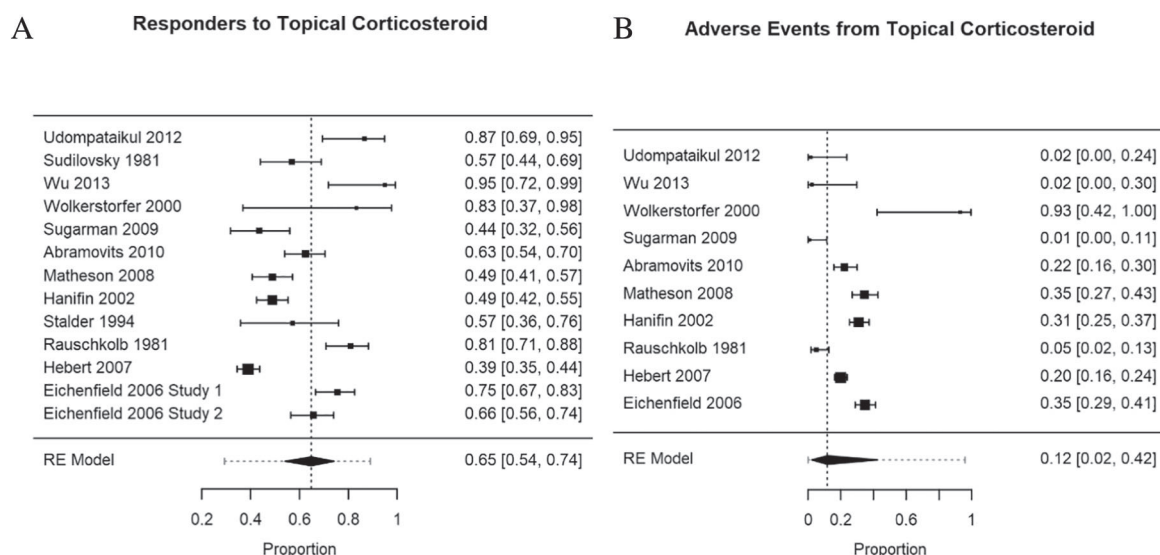 A
Responders to Topical Corticosteroid
Udompataikul 2012 0.87 [0.69, 0.95]
Sudilovsky 1981 0.57 [0.44, 0.69]
Wu 2013 0.95 [0.72, 0.99]
Wolkerstorfer 2000 0.83 [0.37, 0.98]
Sugarman 2009 0.44 [0.32, 0.56]
Abramovits 2010 0.63 [0.54, 0.70]
Matheson 2008 0.49 [0.41, 0.57]
Hanifin 2002 0.49 [0.42, 0.55]
Stalder 1994 0.57 [0.36, 0.76]
Rauschkolb 1981 0.81 [0.71, 0.88]
Hebert 2007 0.39 [0.35, 0.44]
Eichenfield 2006 Study 1 0.75 [0.67, 0.83]
Eichenfield 2006 Study 2 0.66 [0.56, 0.74]
RE Model 0.65 [0.54, 0.74]
0.2 0.4 0.6 0.8 1
Proportion
B
Adverse Events from Topical Corticosteroid
Udompataikul 2012 0.02 [0.00, 0.24]
Wu 2013 0.02 [0.00, 0.30]
Wolkerstorfer 2000 0.93 [0.42, 1.00]
Sugarman 2009 0.01 [0.00, 0.11]
Abramovits 2010 0.22 [0.16, 0.30]
Matheson 2008 0.35 [0.27, 0.43]
Hanifin 2002 0.31 [0.25, 0.37]
Rauschkolb 1981 0.05 [0.02, 0.13]
Hebert 2007 0.20 [0.16, 0.24]
Eichenfield 2006 0.35 [0.29, 0.41]
RE Model 0.12 [0.02, 0.42]
0 0.2 0.6 1
Proportion